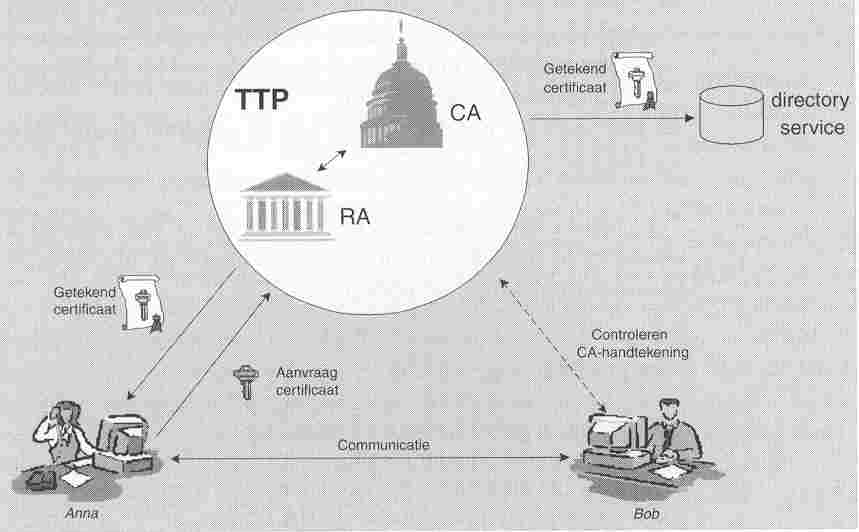 Getekend
certificaat
directory
service
TTP
CA
RA
Getekend
certificaat
Aanvraag
certificaat
Controleren
CA-handtekening
Communicatie
Anna
Bob